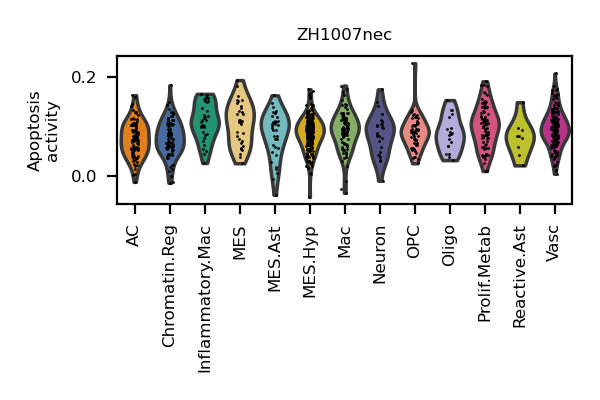 ZH1007nec
Apoptosis
activity
0.2
0.0
AC
Chromatin.Reg
Inflammatory.Mac
MES
MES.Ast
MES.Hyp
Mac
Neuron
OPC
Oligo
Prolif.Metab
Reactive.Ast
Vasc